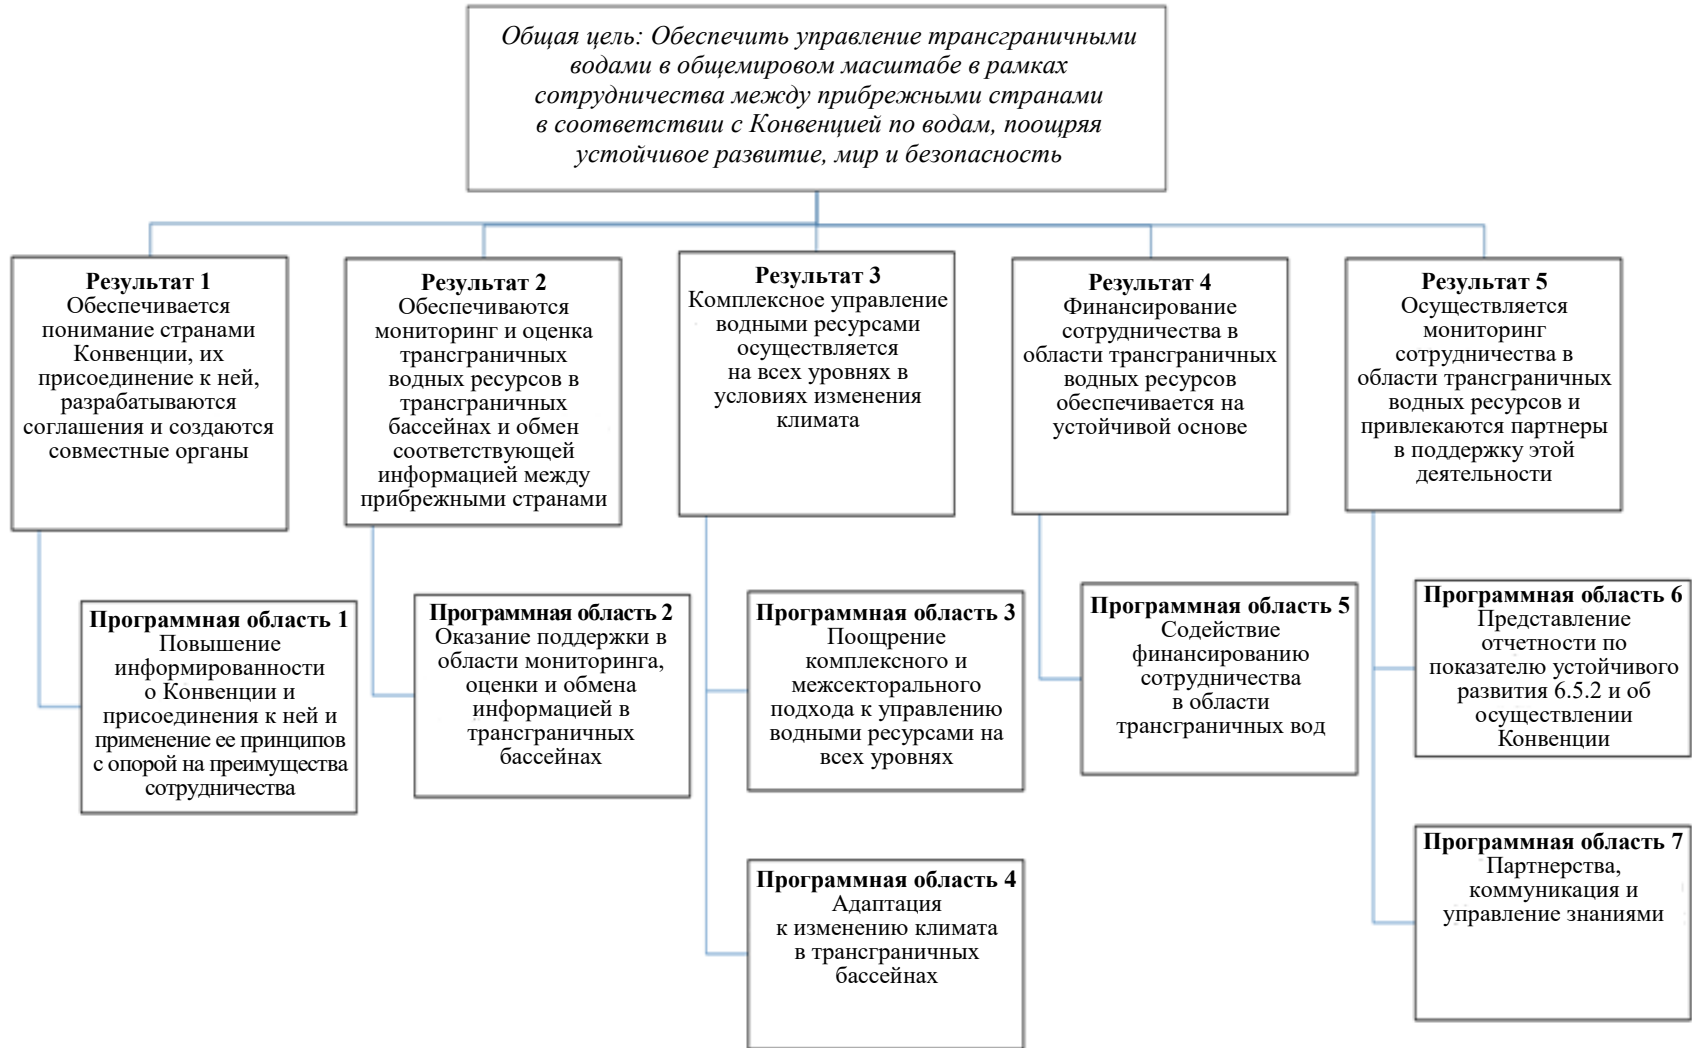 Общая цель: Обеспечить управление трансграничными
водами в общемировом масштабе в рамках
сотрудничества между прибрежными странами
в соответствии с Конвенцией по водам, поощряя
устойчивое развитие, мир и безопасность
Результат 1
Обеспечивается
понимание странами
Конвенции, их
присоединение к ней,
разрабатываются
соглашения и создаются
совместные органы
Результат 2
Обеспечиваются
мониторинг и оценка
трансграничных
водных ресурсов в
трансграничных
бассейнах и обмен
соответствующей
информацией между
прибрежными странами
Результат 3
Комплексное управление
водными ресурсами
осуществляется
на всех уровнях в
условиях изменения
климата
Результат 4
Финансирование
сотрудничества в
области трансграничных
водных ресурсов
обеспечивается на
устойчивой основе
Результат 5
Осуществляется
мониторинг
сотрудничества в
области трансграничных
водных ресурсов и
привлекаются партнеры
в поддержку этой
деятельности
Программная область 1
Повышение
информированности
о Конвенции и
присоединения к ней и
применение ее принципов
с опорой на преимущества
сотрудничества
Программная область 2
Оказание поддержки в
области мониторинга,
оценки и обмена
информацией в
трансграничных
бассейнах
Программная область 3
Поощрение
комплексного и
межсекторального
подхода к управлению
водными ресурсами на
всех уровнях
Программная область 4
Адаптация
к изменению климата
в трансграничных
бассейнах
Программная область 5
Содействие
финансированию
сотрудничества
в области
трансграничных вод
Программная область 6
Представление
отчетности по
показателю устойчивого
развития 6.5.2 и об
осуществлении
Конвенции
Программная область 7
Партнерства,
коммуникация и
управление знаниями